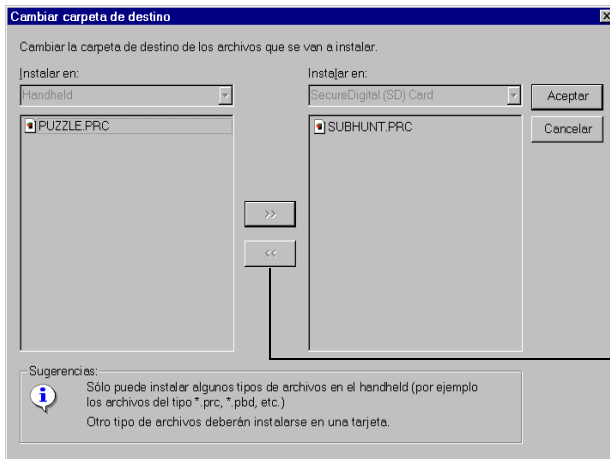 Cambiar carpeta de destino
Cambiar la carpeta de destino de los archivos que se van a instalar.
Instalar en:
Handheld
PUZZLE.PRC
>>
<<
Instalar en:
SecureDigital (SD) Card
SUBHUNT.PRC
Aceptar
Cancelar
Sugerencias:
Sólo puede instalar algunos tipos de archivos en el handheld (por ejemplo
los archivos del tipo *.prc, *.pbd, etc.)
Otro tipo de archivos deberán instalarse en una tarjeta.